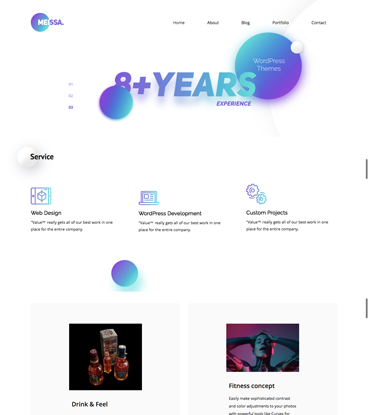 MESSA.
Home About Blog Portfolio Contact
WordPress
Themes
8+YEARS
EXPERIENCE
01
02
03
Service
Web Design
"Value™ really gets all of our best work in one
place for the entire company.
WordPress Development
"Value™ really gets all of our best work in one
place for the entire company.
Custom Projects
"Value™ really gets all of our best work in one
place for the entire company.
Drink & Feel
Fitness concept
Easily make sophisticated contrast
and color adjustments to your photos
with powerful tools like Curves for